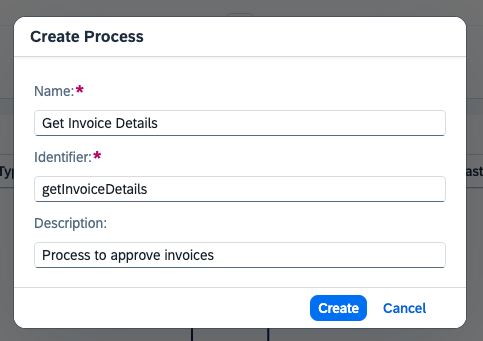 Create Process
Name:*
Get Invoice Details
Identifier:*
getInvoiceDetails
Description:
Process to approve invoices
Create Cancel